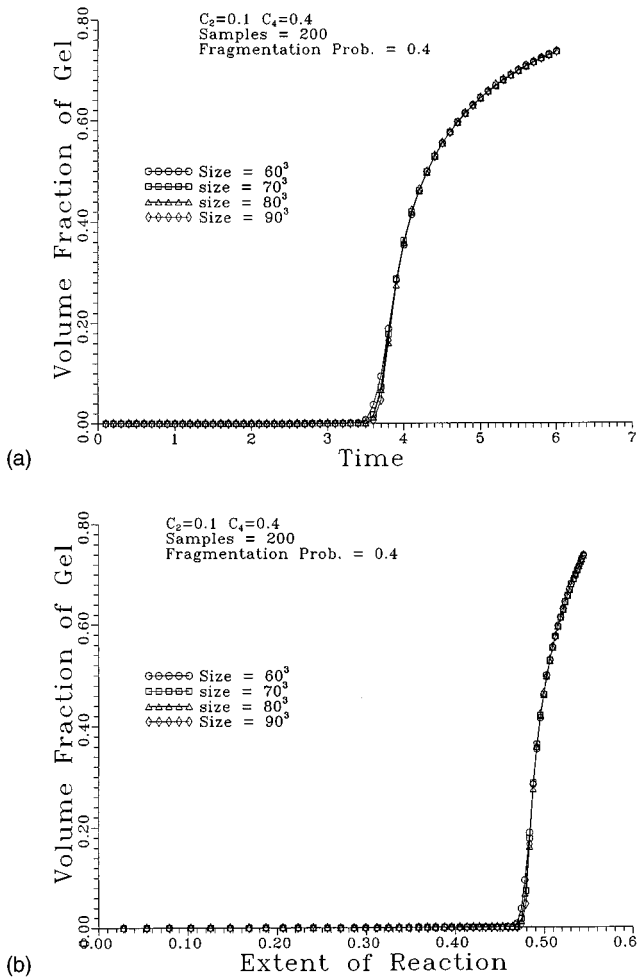 C₂=0.1 C₄=0.4
Samples = 200
Fragmentation Prob. = 0.4
Size = 60³
size = 70³
size = 80³
Size = 90³
Volume Fraction of Gel
0.80
0.60
0.40
0.20
0.00
0 1 2 3 4 5 6 7
Time
(a)
C₂=0.1 C₄=0.4
Samples = 200
Fragmentation Prob. = 0.4
Size = 60³
size = 70³
size = 80³
Size = 90³
Volume Fraction of Gel
0.80
0.60
0.40
0.20
0.00
0.00 0.10 0.20 0.30 0.40 0.50 0.6
Extent of Reaction
(b)